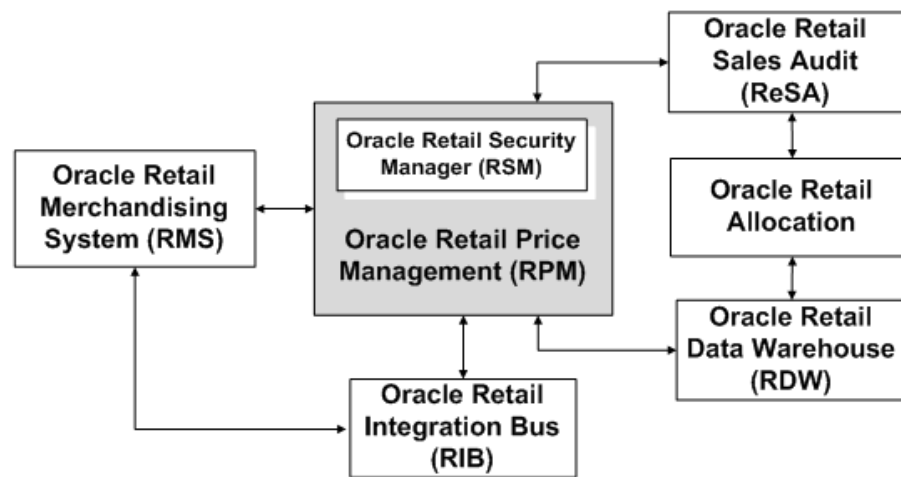 Oracle Retail
Sales Audit
(ReSA)
Oracle Retail Security
Manager (RSM)
Oracle Retail
Merchandising
System (RMS)
Oracle Retail Price
Management (RPM)
Oracle Retail
Allocation
Oracle Retail
Data Warehouse
(RDW)
Oracle Retail
Integration Bus
(RIB)